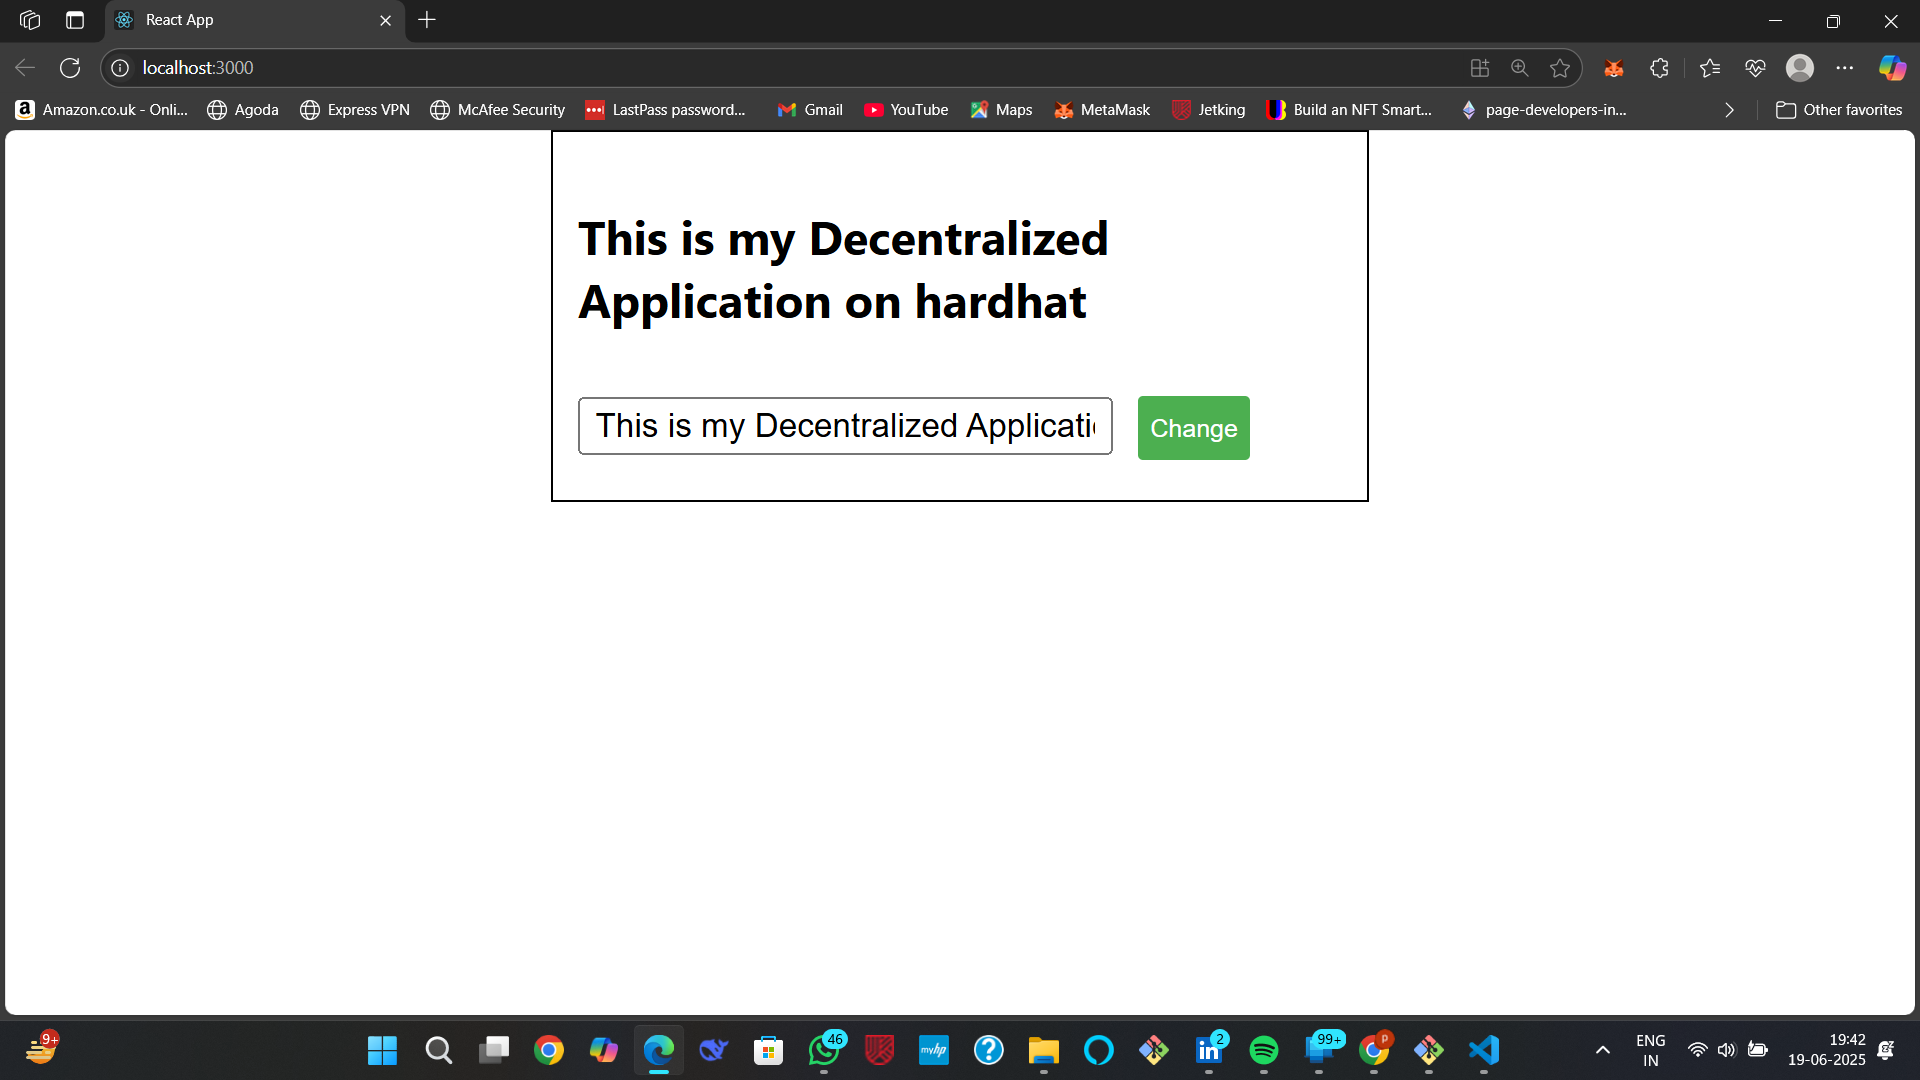 React App
localhost:3000
Amazon.co.uk - Onli...
Agoda
Express VPN
McAfee Security
LastPass password...
Gmail
YouTube
Maps
MetaMask
Jetking
Build an NFT Smart...
page-developers-in...
Other favorites
This is my Decentralized
Application on hardhat
This is my Decentralized Applicati
Change
9+
46
myhp
2
99+
P
ENG
IN
19:42
19-06-2025